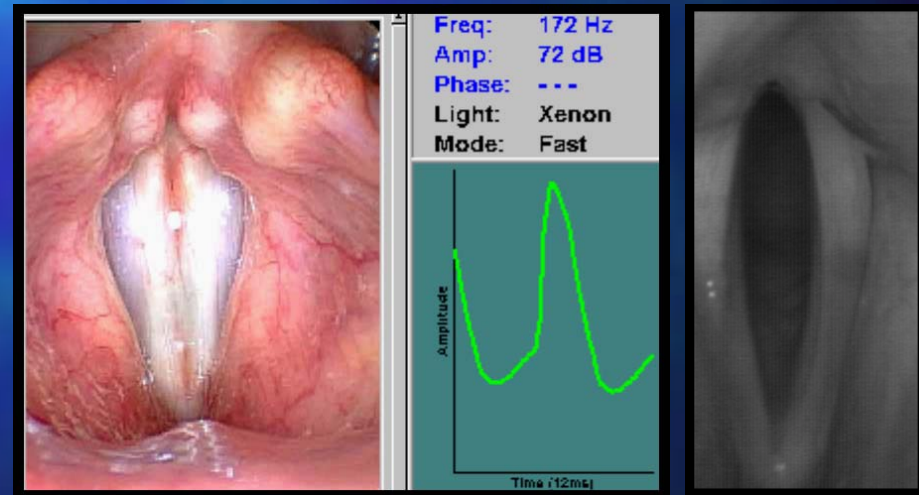 Freq: 172 Hz
Amp: 72 dB
Phase: ---
Light: Xenon
Mode: Fast
Amplitude
Time (12ms)